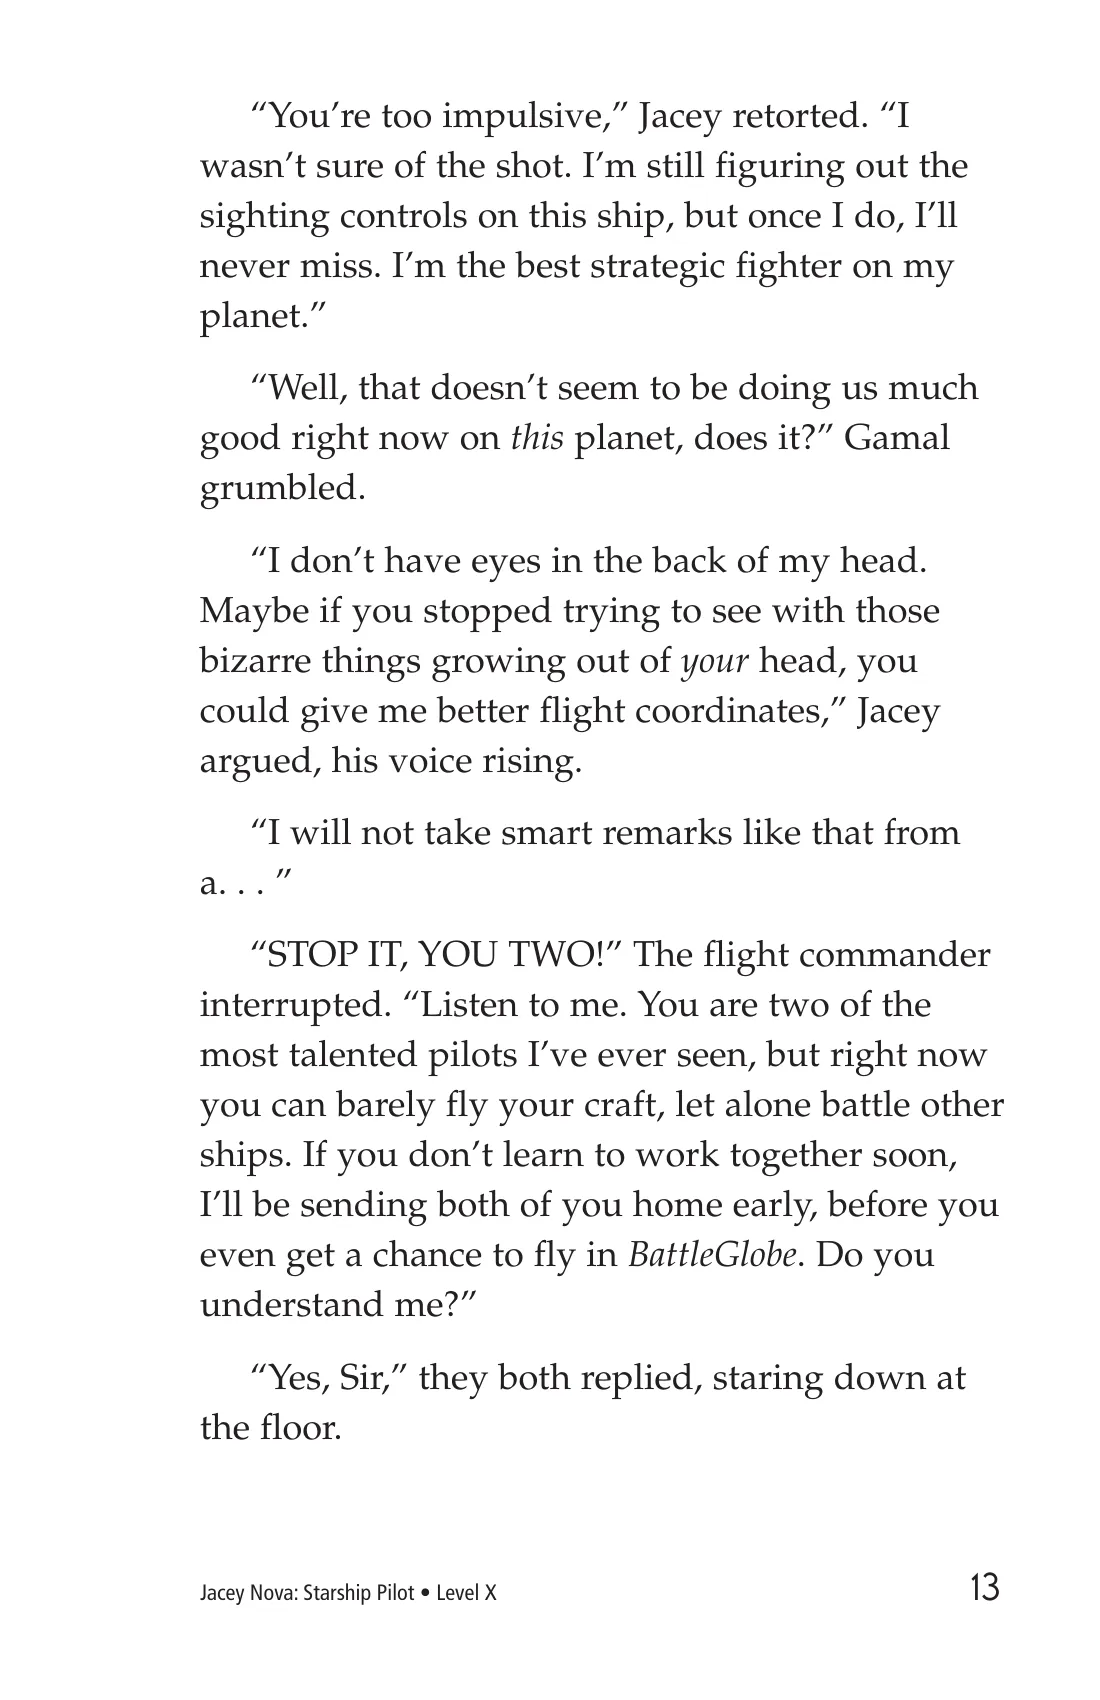 “You’re too impulsive,” Jacey retorted. “I
wasn’t sure of the shot. I’m still figuring out the
sighting controls on this ship, but once I do, I’ll
never miss. I’m the best strategic fighter on my
planet.”
“Well, that doesn’t seem to be doing us much
good right now on this planet, does it?” Gamal
grumbled.
“I don’t have eyes in the back of my head.
Maybe if you stopped trying to see with those
bizarre things growing out of your head, you
could give me better flight coordinates,” Jacey
argued, his voice rising.
“I will not take smart remarks like that from
a. . . ”
“STOP IT, YOU TWO!” The flight commander
interrupted. “Listen to me. You are two of the
most talented pilots I’ve ever seen, but right now
you can barely fly your craft, let alone battle other
ships. If you don’t learn to work together soon,
I’ll be sending both of you home early, before you
even get a chance to fly in BattleGlobe. Do you
understand me?”
“Yes, Sir,” they both replied, staring down at
the floor.
Jacey Nova: Starship Pilot • Level X
13